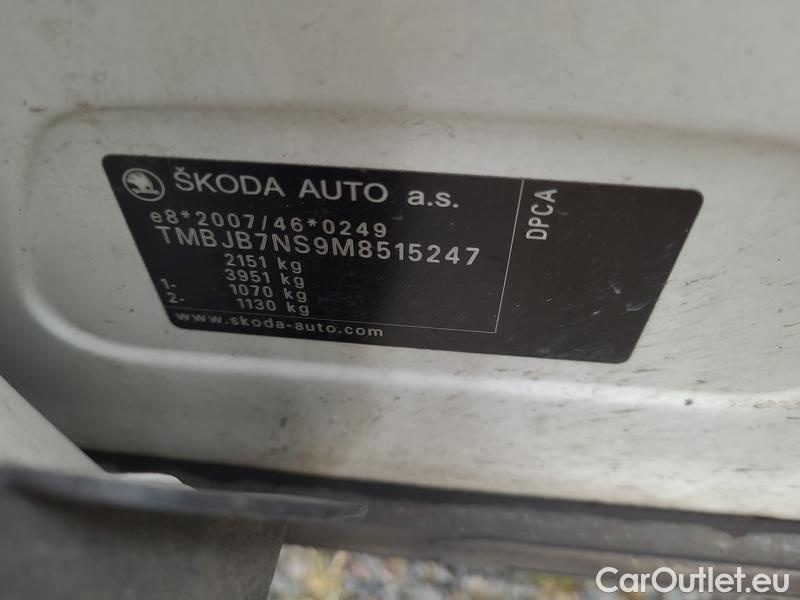 ŠKODA AUTO a.s.
e8*2007/46*0249
TMBJB7NS9M8515247
2151 kg
3951 kg
1- 1070 kg
2- 1130 kg
www.skoda-auto.com
DPCA
CarOutlet.eu